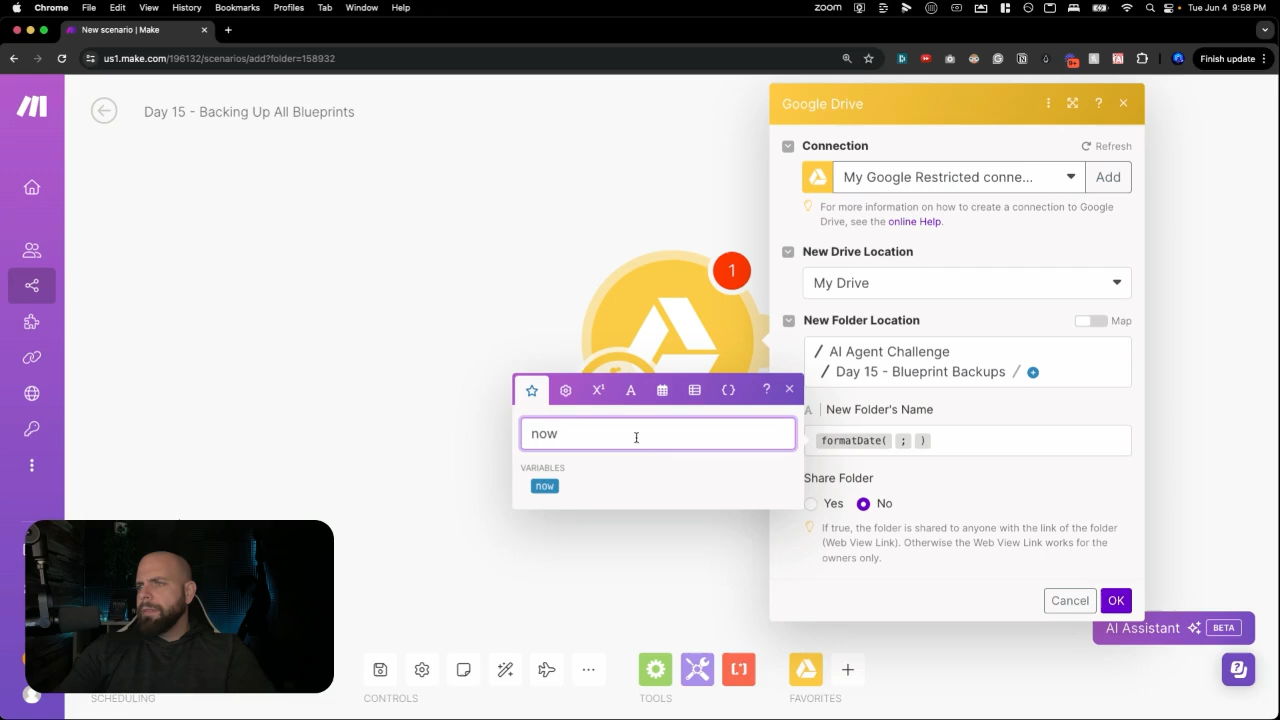 Chrome File Edit View History Bookmarks Profiles Tab Window Help
zoom
Tue Jun 4 9:58 PM
New scenario | Make
us1.make.com/196132/scenarios/add?folder=158932
Finish update
Day 15 - Backing Up All Blueprints
Google Drive
Connection
Refresh
My Google Restricted conne...
Add
For more information on how to create a connection to Google
Drive, see the online Help.
New Drive Location
My Drive
1
New Folder Location
Map
/ AI Agent Challenge
/ Day 15 - Blueprint Backups /
New Folder's Name
now
formatDate( ; )
VARIABLES
now
Share Folder
Yes
No
If true, the folder is shared to anyone with the link of the folder
(Web View Link). Otherwise the Web View Link works for the
owners only.
Cancel
OK
AI Assistant
BETA
SCHEDULING
CONTROLS
TOOLS
FAVORITES